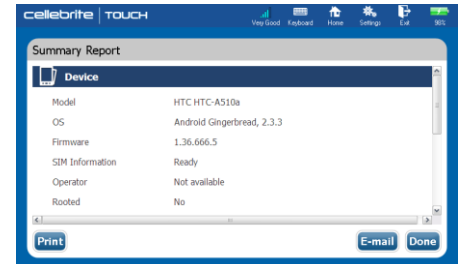 cellebrite TOUCH
Very Good Keyboard Home Settings Exit 96%
Summary Report
Device
Model HTC HTC-A510a
OS Android Gingerbread, 2.3.3
Firmware 1.36.666.5
SIM Information Ready
Operator Not available
Rooted No
Print E-mail Done